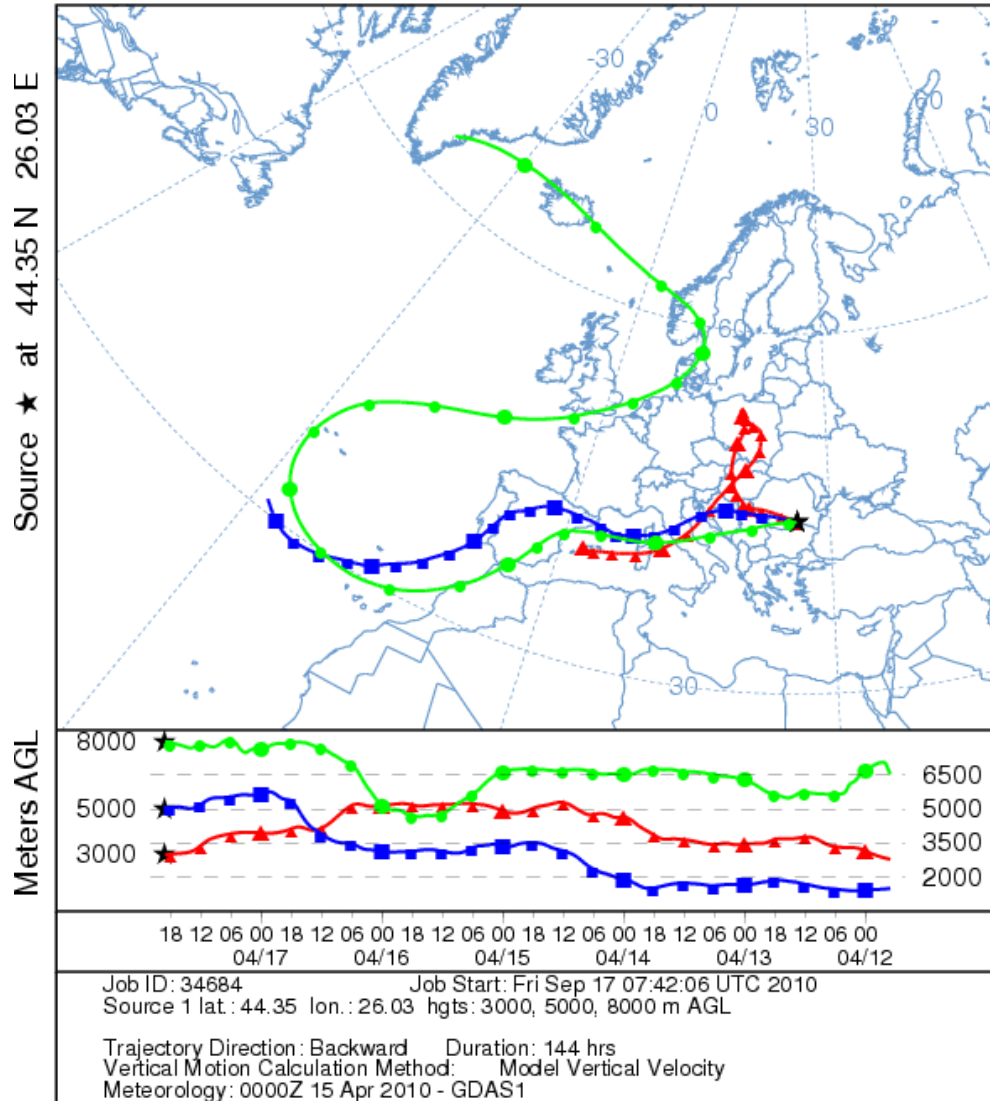 Source ★ at 44.35 N 26.03 E
-30
0
30
60
60
30
Meters AGL
8000
5000
3000
6500
5000
3500
2000
18 12 06 00 18 12 06 00 18 12 06 00 18 12 06 00 18 12 06 00 18 12 06 00
04/17 04/16 04/15 04/14 04/13 04/12
Job ID: 34684 Job Start: Fri Sep 17 07:42:06 UTC 2010
Source 1 lat.: 44.35 lon.: 26.03 hgts: 3000, 5000, 8000 m AGL
Trajectory Direction: Backward Duration: 144 hrs
Vertical Motion Calculation Method: Model Vertical Velocity
Meteorology: 0000Z 15 Apr 2010 - GDAS1